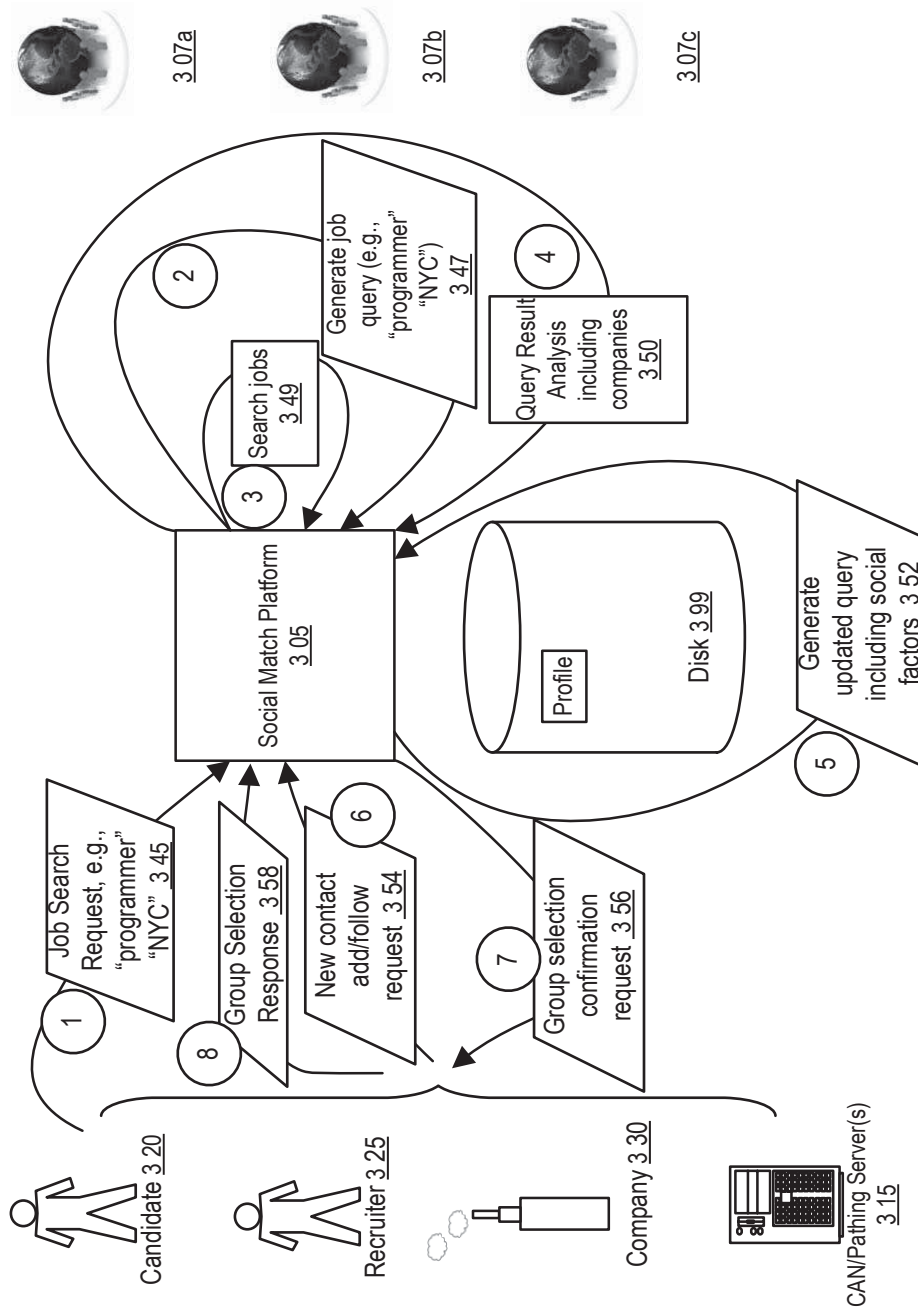 Candidate 3 20
Recruiter 3 25
Company 3 30
CAN/Pathing Server(s)
3 15
1
Job Search
Request, e.g.,
“programmer”
“NYC” 3 45
8
Group Selection
Response 3 58
New contact
add/follow
request 3 54
6
7
Group selection
confirmation
request 3 56
Social Match Platform
3 05
Profile
Disk 3 99
5
Generate
updated query
including social
factors 3 52
3
Search jobs
3 49
2
Generate job
query (e.g.,
“programmer”
“NYC”)
3 47
4
Query Result
Analysis
including
companies
3 50
3 07a
3 07b
3 07c